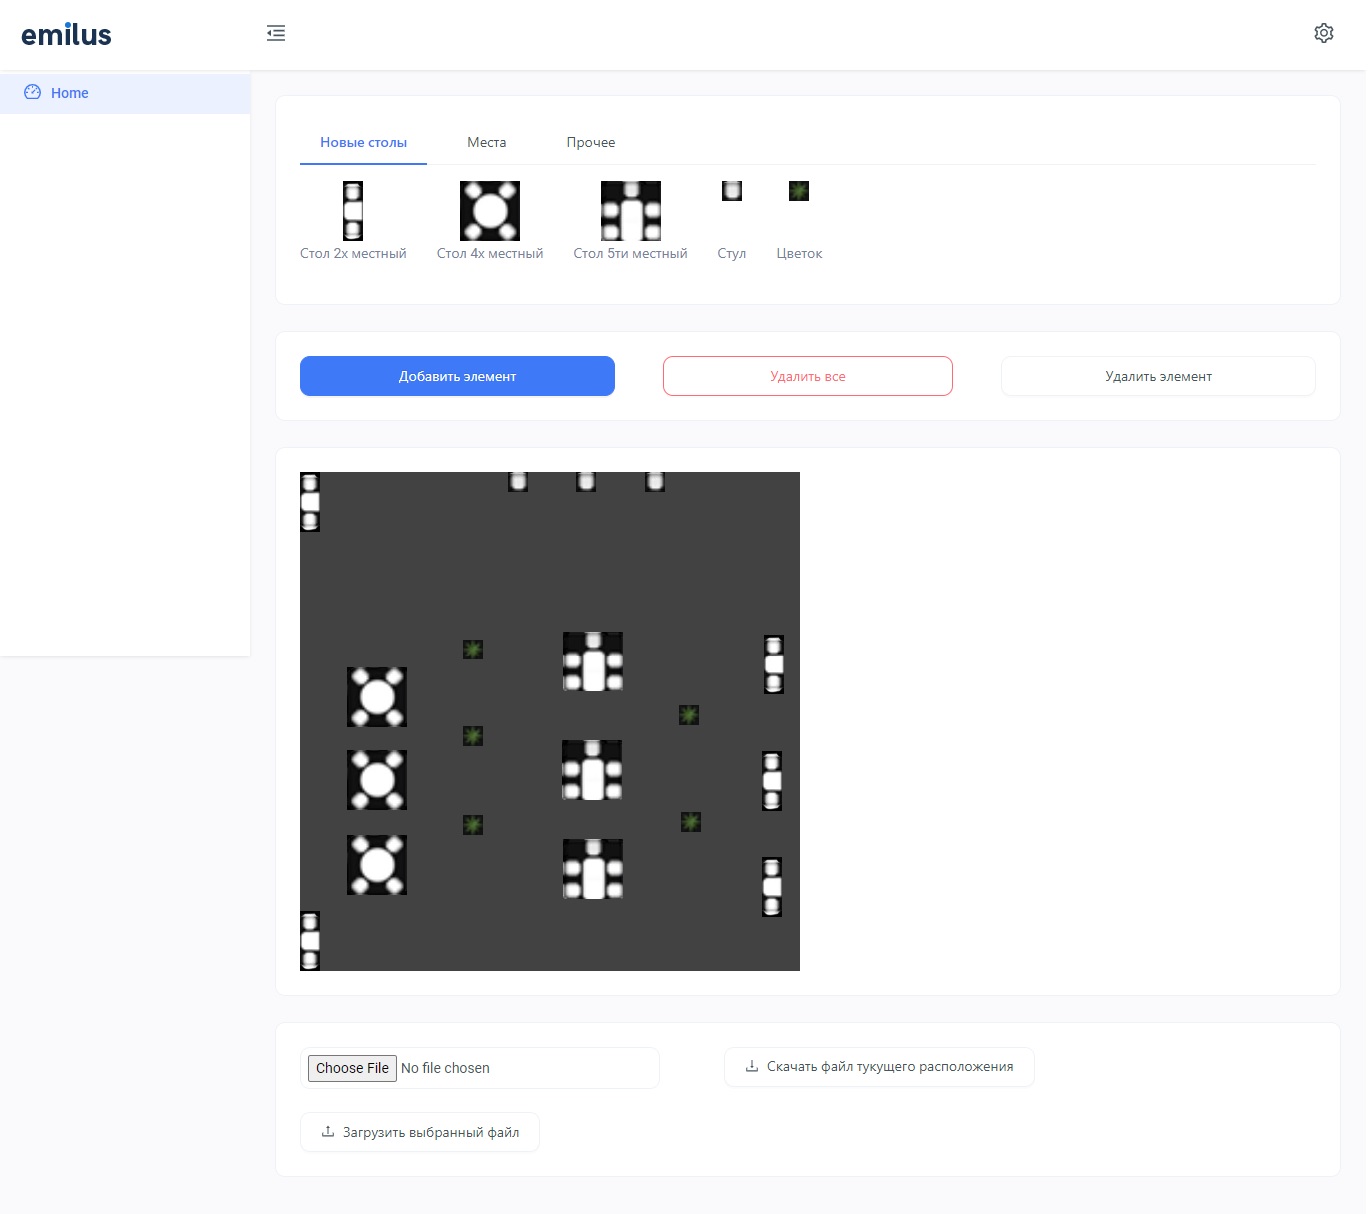 emilus
Home
Новые столы
Места
Прочее
Стол 2х местный
Стол 4х местный
Стол 5ти местный
Стул
Цветок
Добавить элемент
Удалить все
Удалить элемент
Choose File No file chosen
Скачать файл тукущего расположения
Загрузить выбранный файл